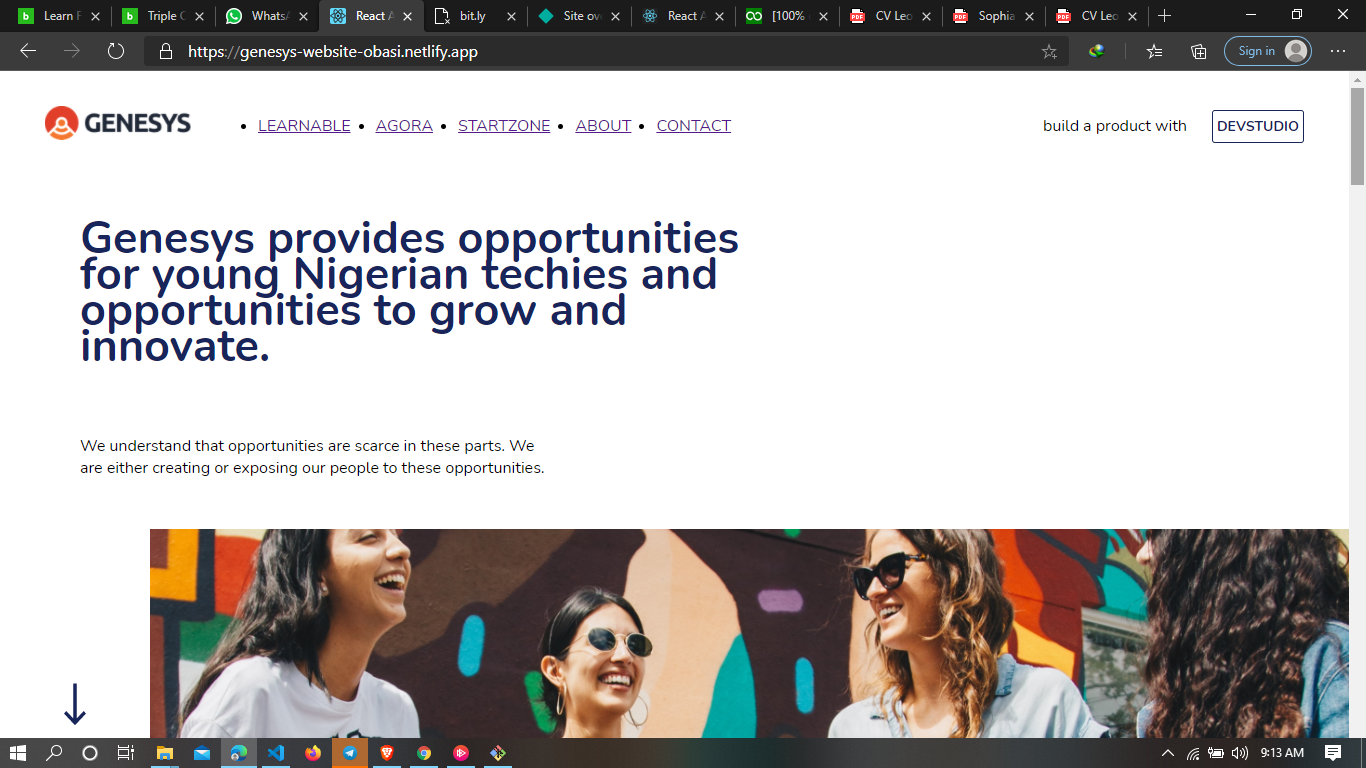 Learn F
Triple C
WhatsA
React A
bit.ly
Site ove
React A
[100%
CV Leo
Sophia
CV Leo
https://genesys-website-obasi.netlify.app
Sign in
GENESYS
LEARNABLE
AGORA
STARTZONE
ABOUT
CONTACT
build a product with
DEVSTUDIO
Genesys provides opportunities
for young Nigerian techies and
opportunities to grow and
innovate.
We understand that opportunities are scarce in these parts. We
are either creating or exposing our people to these opportunities.
9:13 AM